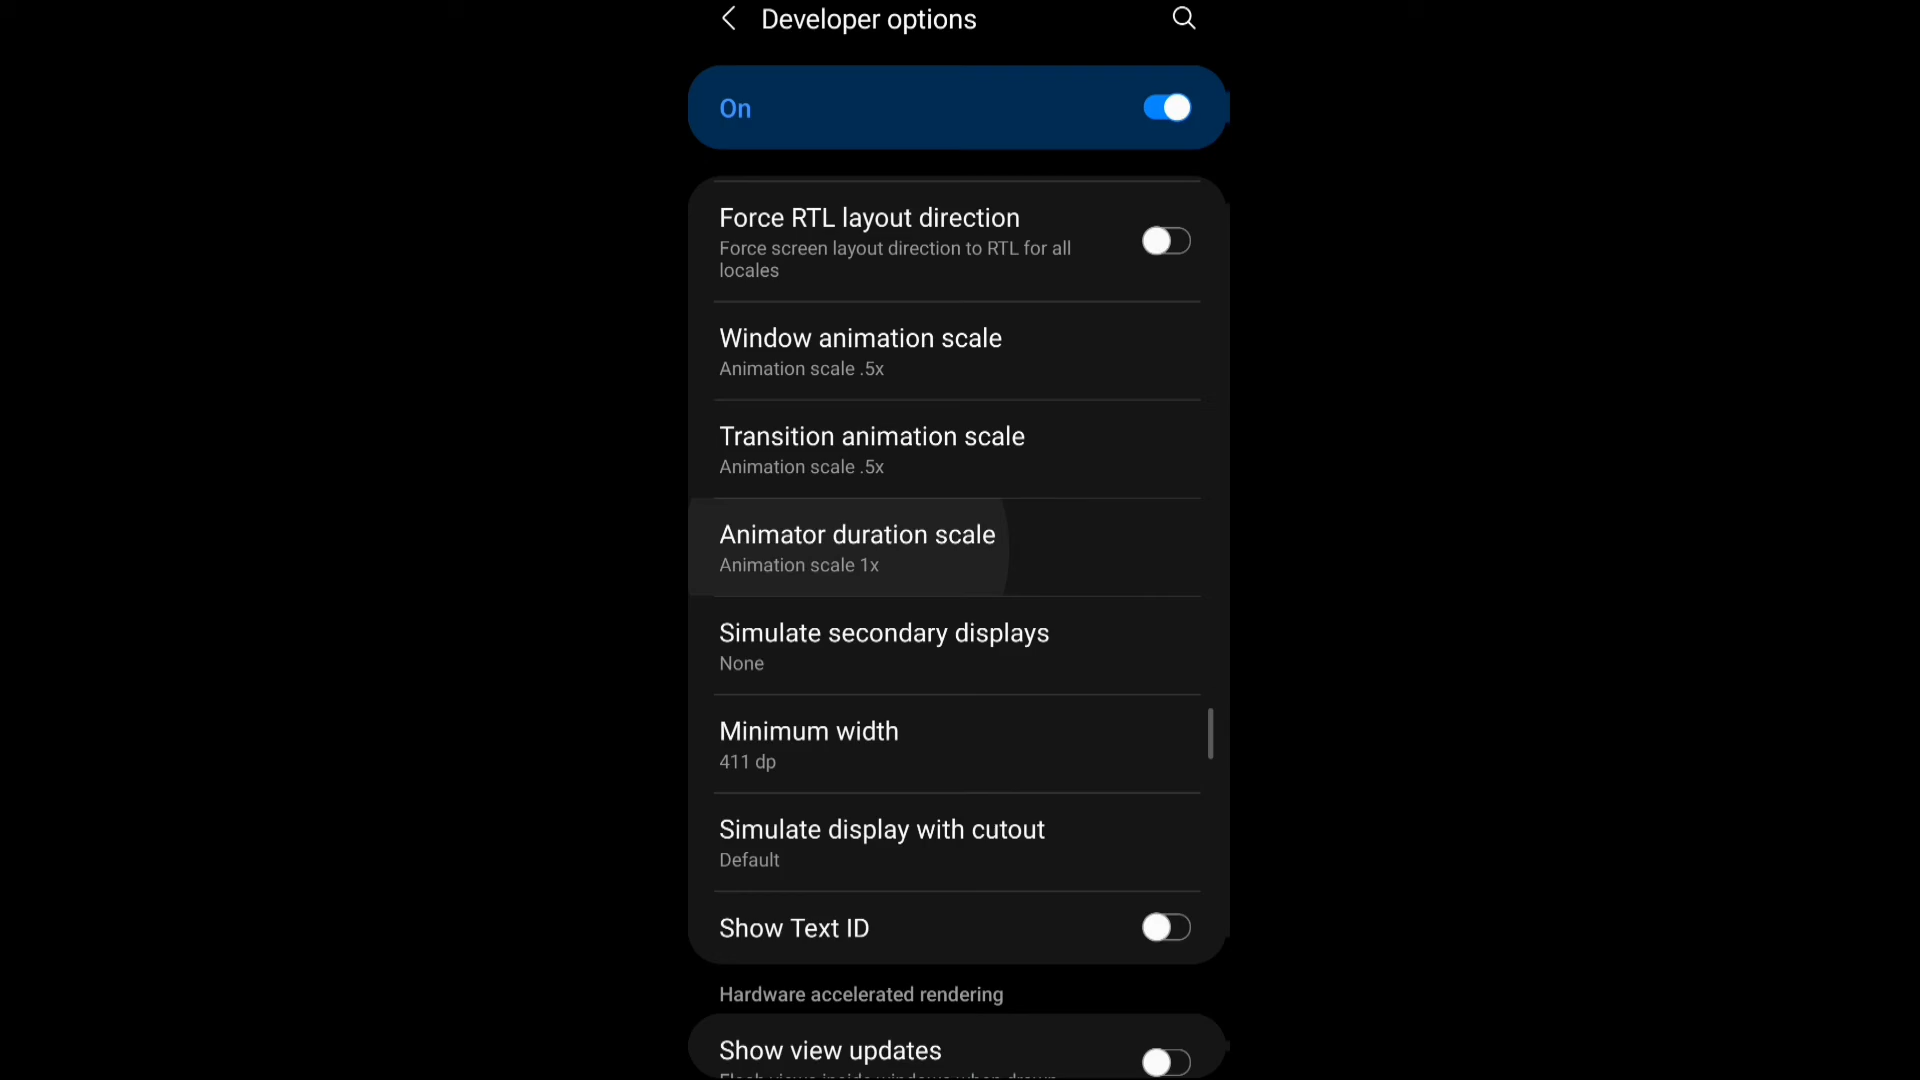 Developer options
On
Force RTL layout direction
Force screen layout direction to RTL for all
locales
Window animation scale
Animation scale .5x
Transition animation scale
Animation scale .5x
Animator duration scale
Animation scale 1x
Simulate secondary displays
None
Minimum width
411 dp
Simulate display with cutout
Default
Show Text ID
Hardware accelerated rendering
Show view updates